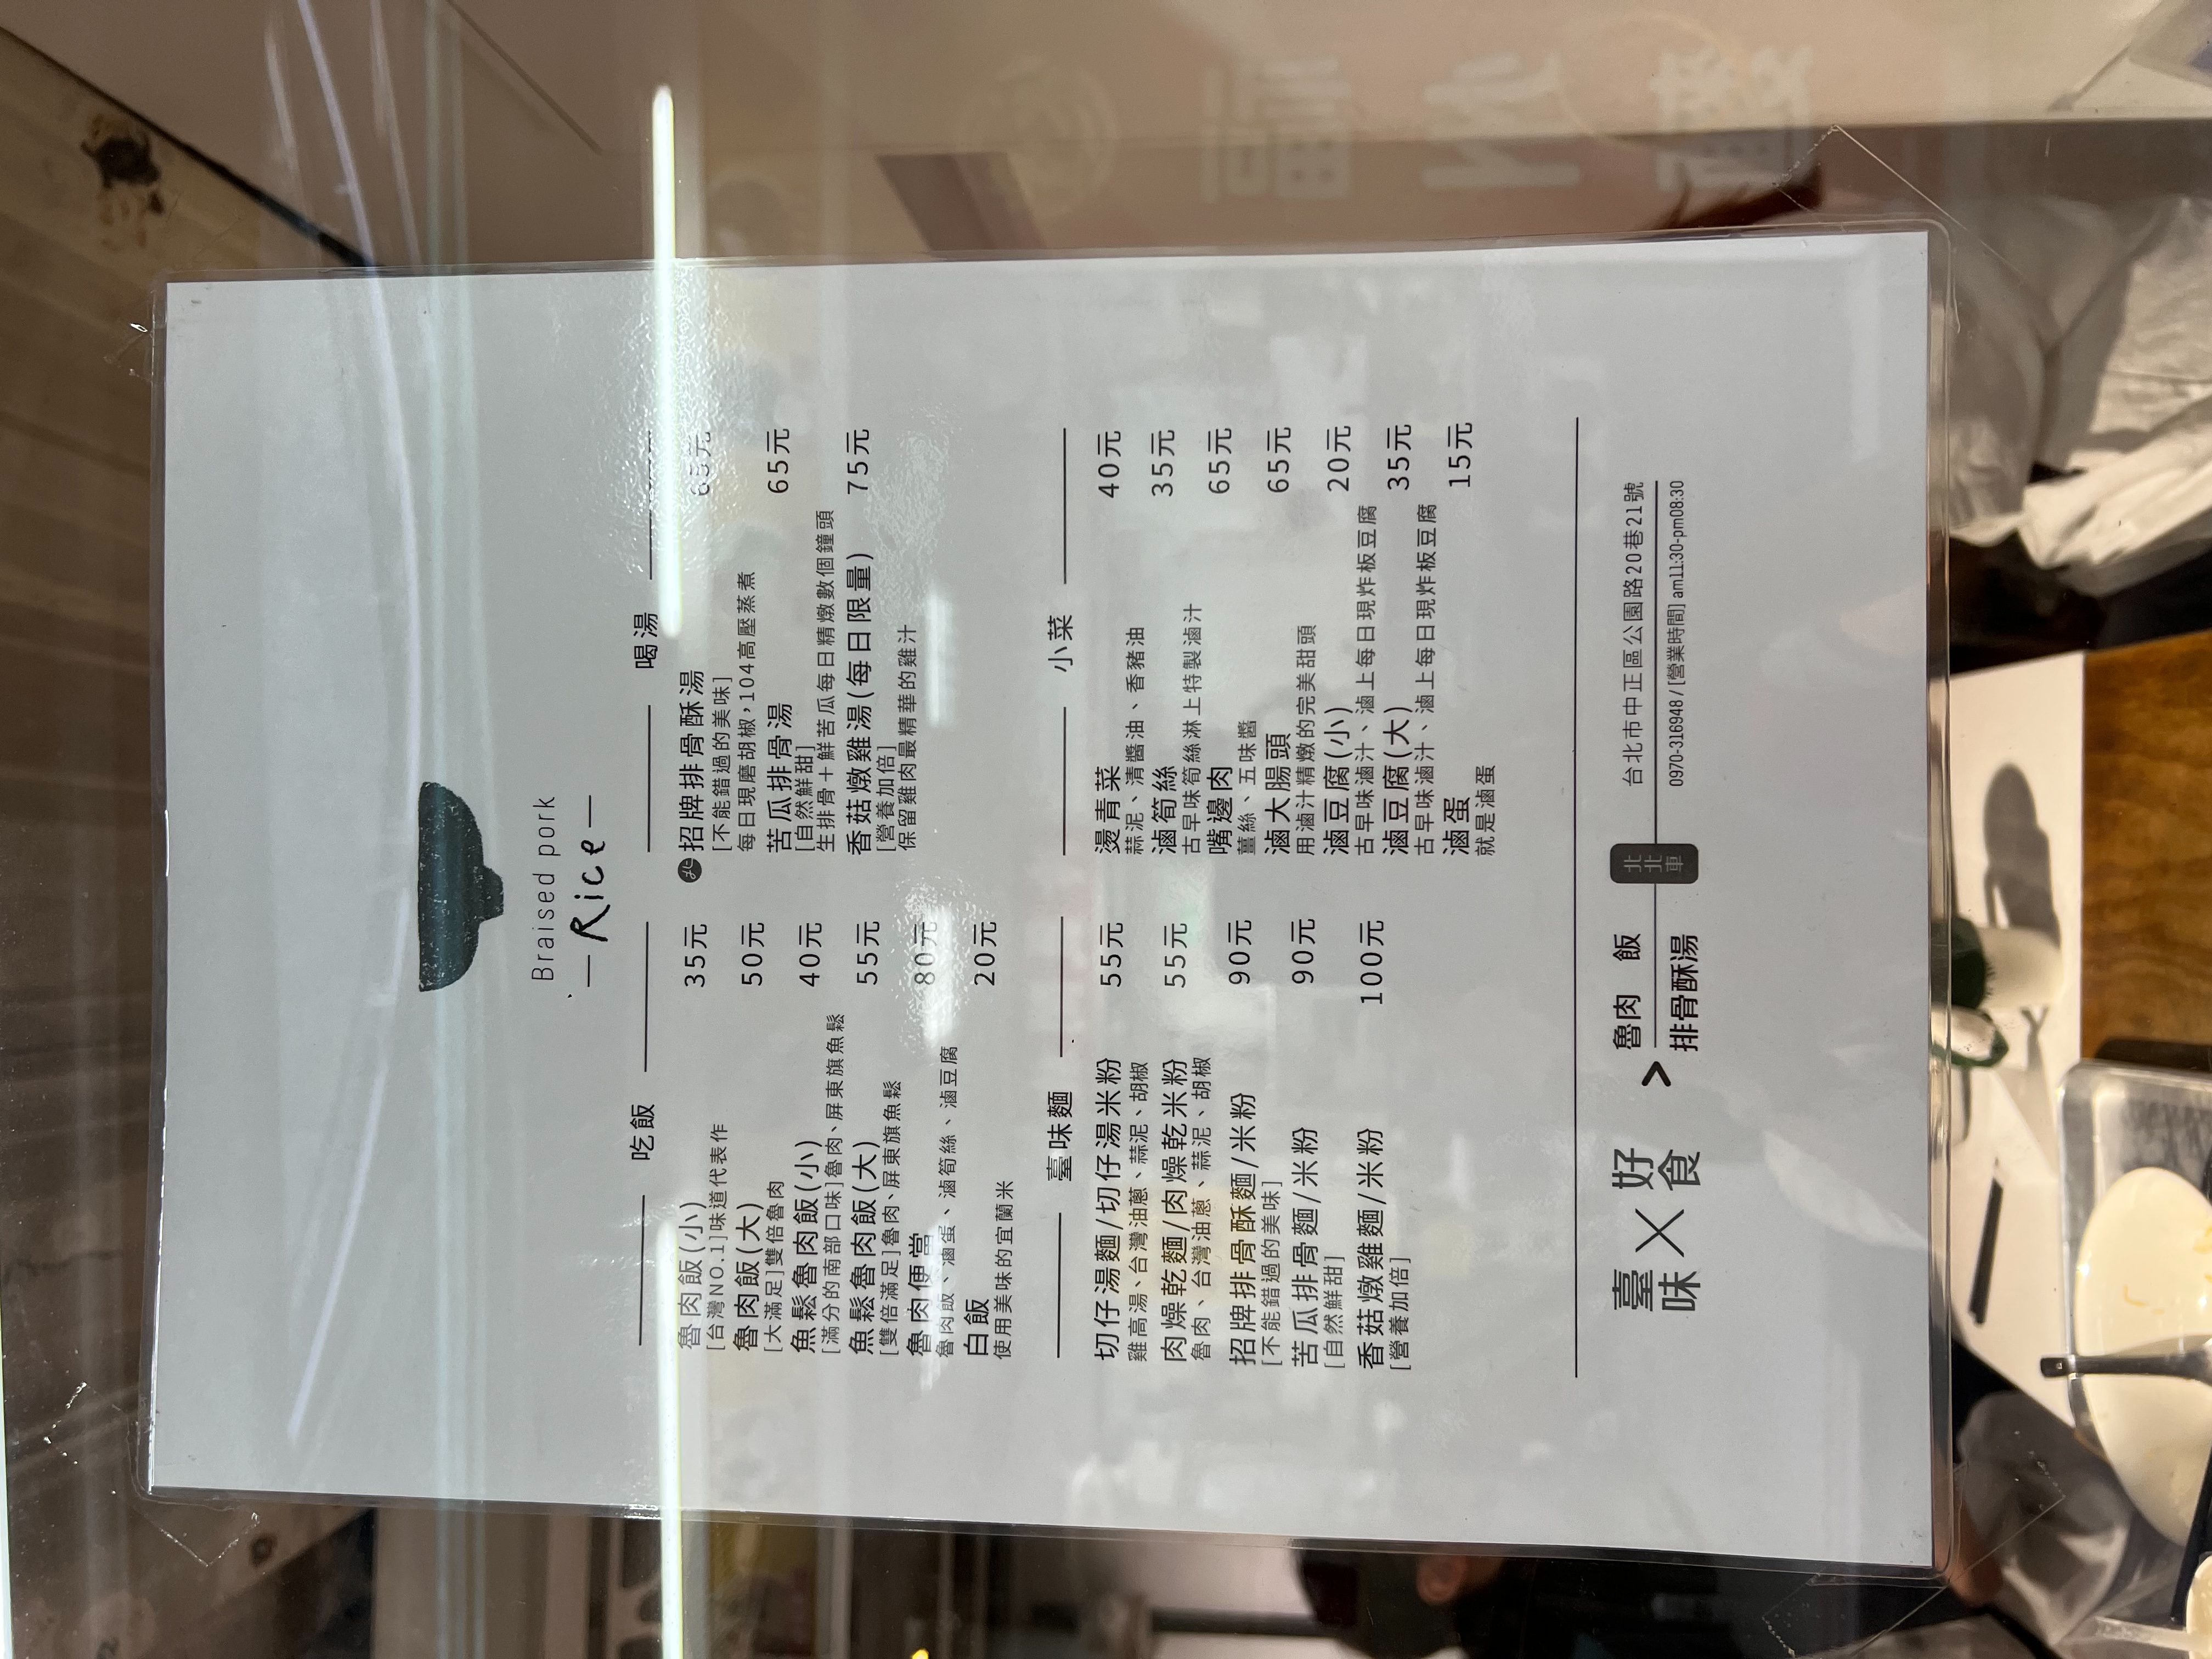 Braised pork
Rice
吃飯
魯肉飯(小) 35元
[台灣NO.1]味道代表作
魯肉飯(大) 50元
[大滿足]雙倍魯肉
魚鬆魯肉飯(小) 40元
[滿分的南部口味]魯肉、屏東旗魚鬆
魚鬆魯肉飯(大) 55元
[雙倍滿足]魯肉、屏東旗魚鬆
魯肉便當 80元
魯肉飯、滷蛋、滷筍絲、滷豆腐
白飯 20元
使用美味的宜蘭米
喝湯
招牌排骨酥湯 65元
[不能錯過的美味]
每日現磨胡椒，104高壓蒸煮
苦瓜排骨湯 65元
[自然鮮甜]
生排骨＋鮮苦瓜每日精燉數個鐘頭
香菇燉雞湯(每日限量) 75元
[營養加倍]
保留雞肉最精華的雞汁
臺味麵
切仔湯麵/切仔湯米粉 55元
雞高湯、台灣油蔥、蒜泥、胡椒
肉燥乾麵/肉燥乾米粉 55元
魯肉、台灣油蔥、蒜泥、胡椒
招牌排骨酥麵/米粉 90元
[不能錯過的美味]
苦瓜排骨麵/米粉 90元
[自然鮮甜]
香菇燉雞麵/米粉 100元
[營養加倍]
小菜
燙青菜 40元
蒜泥、清醬油、香豬油
滷筍絲 35元
古早味筍絲淋上特製滷汁
嘴邊肉 65元
薑絲、五味醬
滷大腸頭 65元
用滷汁精燉的完美甜頭
滷豆腐(小) 20元
古早味滷汁、滷上每日現炸板豆腐
滷豆腐(大) 35元
古早味滷汁、滷上每日現炸板豆腐
滷蛋 15元
就是滷蛋
臺味
好食
魯肉飯
排骨酥湯
北北車
台北市中正區公園路20巷21號
0970-316948 / [營業時間] am11:30-pm08:30